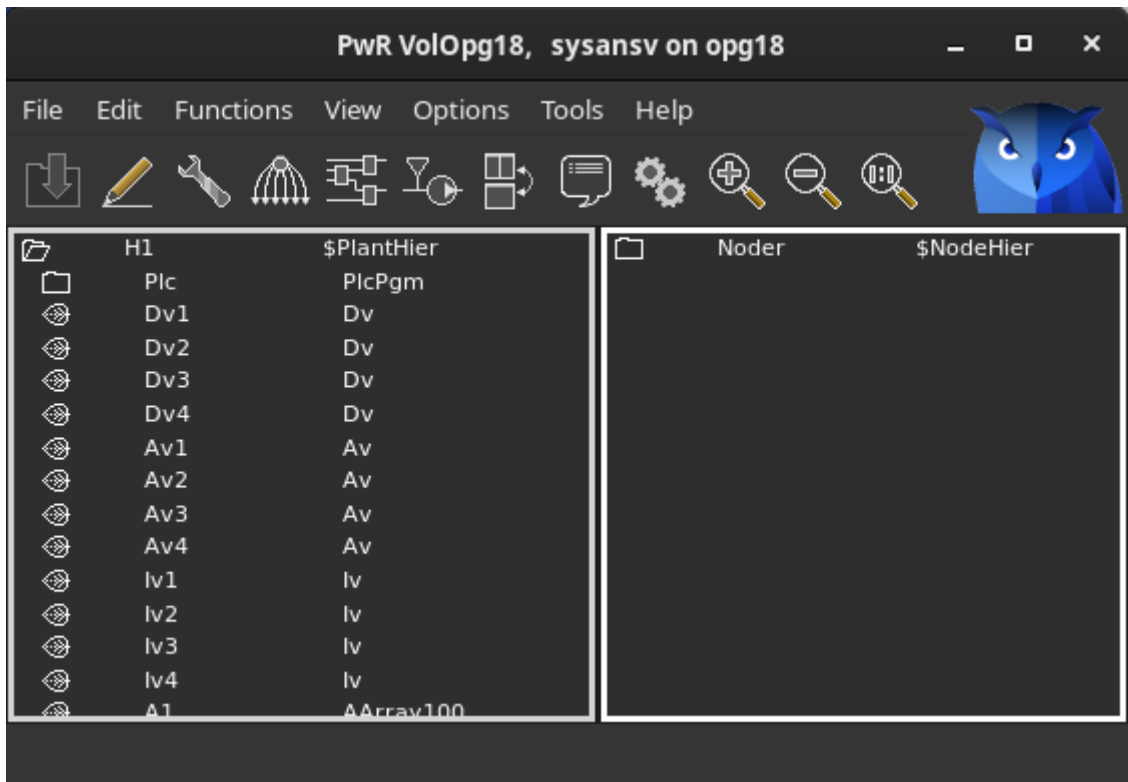 PwR VolOpg18, sysansv on opg18
File Edit Functions View Options Tools Help
H1 $PlantHier
Plc PlcPgm
Dv1 Dv
Dv2 Dv
Dv3 Dv
Dv4 Dv
Av1 Av
Av2 Av
Av3 Av
Av4 Av
Iv1 Iv
Iv2 Iv
Iv3 Iv
Iv4 Iv
A1 AArray100
Noder $NodeHier